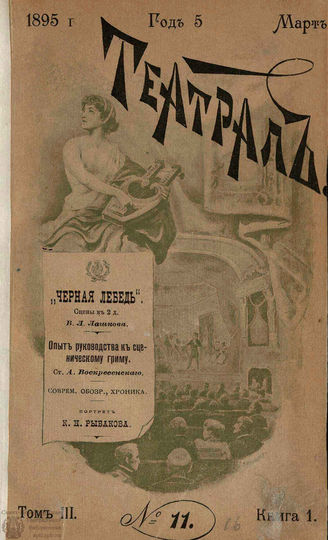 1895 г Годъ 5 Мартъ
Театралъ.
„ЧЕРНАЯ ЛЕБЕДЬ“.
Сцены въ 2 д.
В. Л. Лашкова.
Опытъ руководства къ сце-
ническому гриму.
Ст. А. Воскресенскаго.
СОВРЕМ. ОБОЗР., ХРОНИКА.
ПОРТРЕТЪ
К. Н. РЫБАКОВА.
Томъ III. № 11. Книга 1.